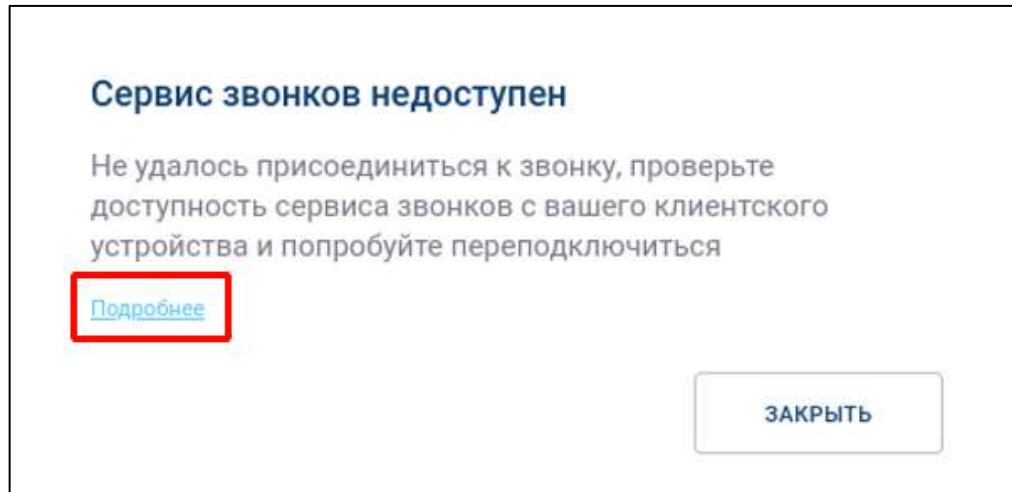 Сервис звонков недоступен
Не удалось присоединиться к звонку, проверьте
доступность сервиса звонков с вашего клиентского
устройства и попробуйте переподключиться
Подробнее
ЗАКРЫТЬ